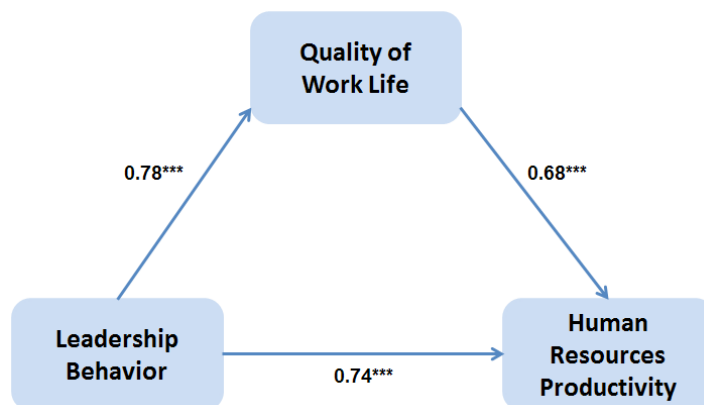 Quality of
Work Life
0.78***
0.68***
Leadership
Behavior
0.74***
Human
Resources
Productivity